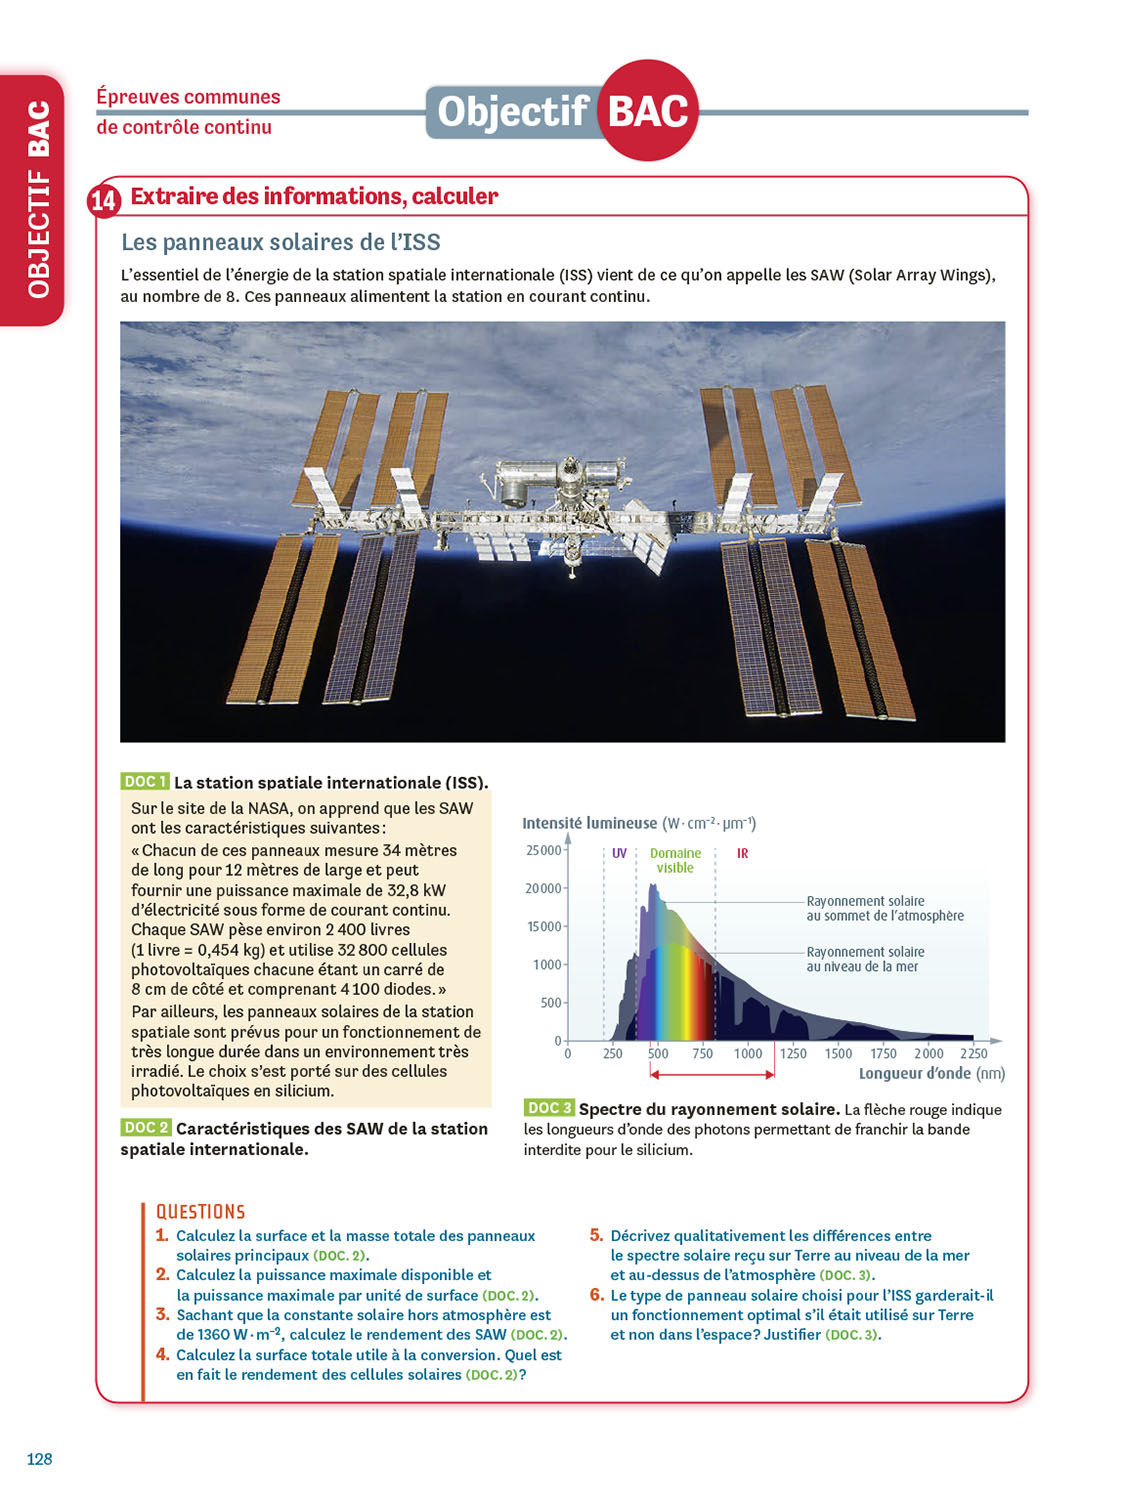 OBJECTIF BAC
Épreuves communes
de contrôle continu
Objectif BAC
14 Extraire des informations, calculer
Les panneaux solaires de l'ISS
L'essentiel de l'énergie de la station spatiale internationale (ISS) vient de ce qu'on appelle les SAW (Solar Array Wings),
au nombre de 8. Ces panneaux alimentent la station en courant continu.
DOC 1 La station spatiale internationale (ISS).
Sur le site de la NASA, on apprend que les SAW
ont les caractéristiques suivantes :
« Chacun de ces panneaux mesure 34 mètres
de long pour 12 mètres de large et peut
fournir une puissance maximale de 32,8 kW
d'électricité sous forme de courant continu.
Chaque SAW pèse environ 2 400 livres
(1 livre = 0,454 kg) et utilise 32 800 cellules
photovoltaïques chacune étant un carré de
8 cm de côté et comprenant 4 100 diodes. »
Par ailleurs, les panneaux solaires de la station
spatiale sont prévus pour un fonctionnement de
très longue durée dans un environnement très
irradié. Le choix s'est porté sur des cellules
photovoltaïques en silicium.
DOC 2 Caractéristiques des SAW de la station
spatiale internationale.
Intensité lumineuse (W·cm⁻²·µm⁻¹)
25 000
20 000
15 000
1 000
500
0
UV
Domaine
visible
IR
Rayonnement solaire
au sommet de l'atmosphère
Rayonnement solaire
au niveau de la mer
0 250 500 750 1 000 1 250 1 500 1 750 2 000 2 250
Longueur d'onde (nm)
DOC 3 Spectre du rayonnement solaire. La flèche rouge indique
les longueurs d'onde des photons permettant de franchir la bande
interdite pour le silicium.
QUESTIONS
1. Calculez la surface et la masse totale des panneaux
solaires principaux (DOC. 2).
2. Calculez la puissance maximale disponible et
la puissance maximale par unité de surface (DOC. 2).
3. Sachant que la constante solaire hors atmosphère est
de 1360 W·m⁻², calculez le rendement des SAW (DOC. 2).
4. Calculez la surface totale utile à la conversion. Quel est
en fait le rendement des cellules solaires (DOC. 2) ?
5. Décrivez qualitativement les différences entre
le spectre solaire reçu sur Terre au niveau de la mer
et au-dessus de l'atmosphère (DOC. 3).
6. Le type de panneau solaire choisi pour l'ISS garderait-il
un fonctionnement optimal s'il était utilisé sur Terre
et non dans l'espace ? Justifier (DOC. 3).
128